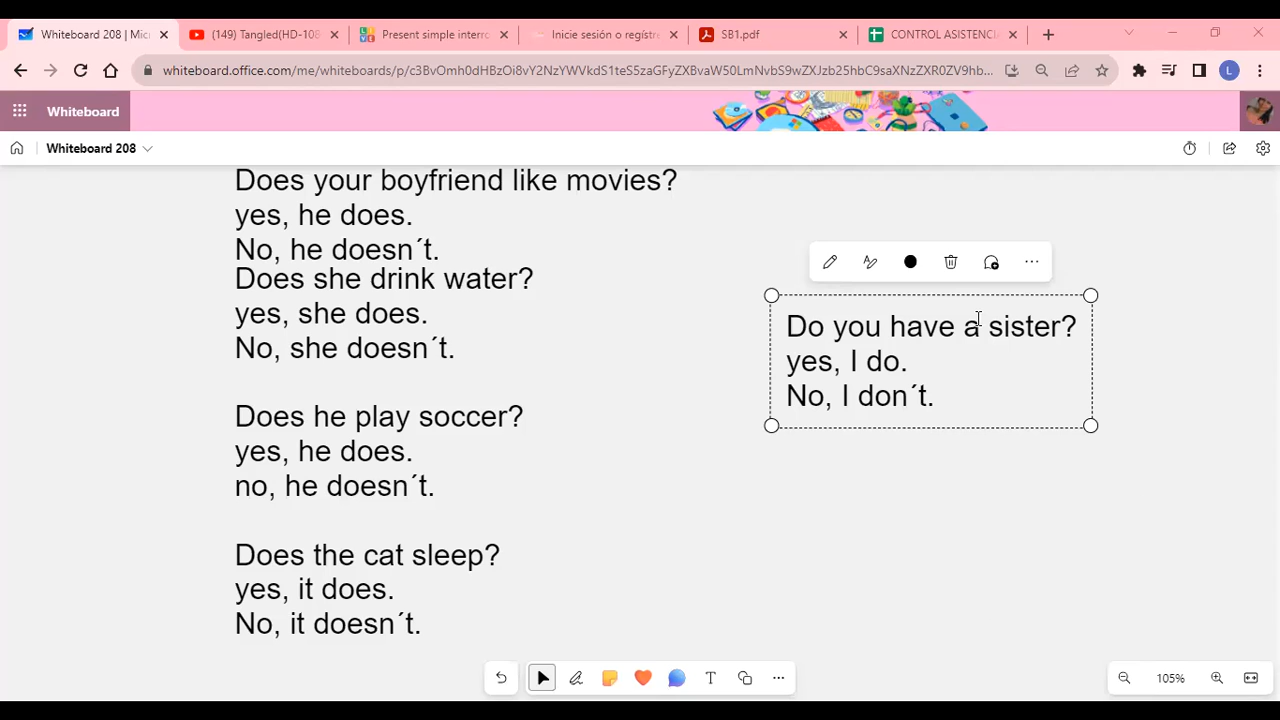 Whiteboard 208 | Mic
(149) Tangled(HD-108
Present simple interro
Inicie sesión o regístra
SB1.pdf
CONTROL ASISTENCI
whiteboard.office.com/me/whiteboards/p/c3BvOmh0dHBzOi8vY2NzYWVkdS1teS5zaGFyZXBvaW50LmNvbS9wZXJzb25hbC9saXNzZXR0ZV9hb...
L
Whiteboard
Whiteboard 208
Does your boyfriend like movies?
yes, he does.
No, he doesn´t.
Does she drink water?
yes, she does.
No, she doesn´t.
Does he play soccer?
yes, he does.
no, he doesn´t.
Does the cat sleep?
yes, it does.
No, it doesn´t.
Do you have a sister?
yes, I do.
No, I don´t.
105%